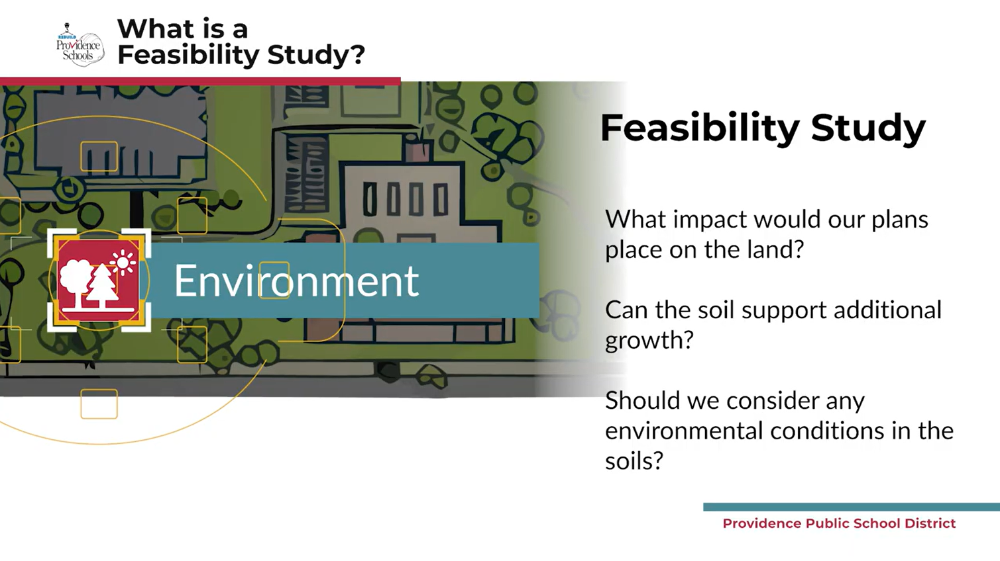 REBUILD
Providence
Schools
What is a
Feasibility Study?
Feasibility Study
What impact would our plans
place on the land?
Environment
Can the soil support additional
growth?
Should we consider any
environmental conditions in the
soils?
Providence Public School District